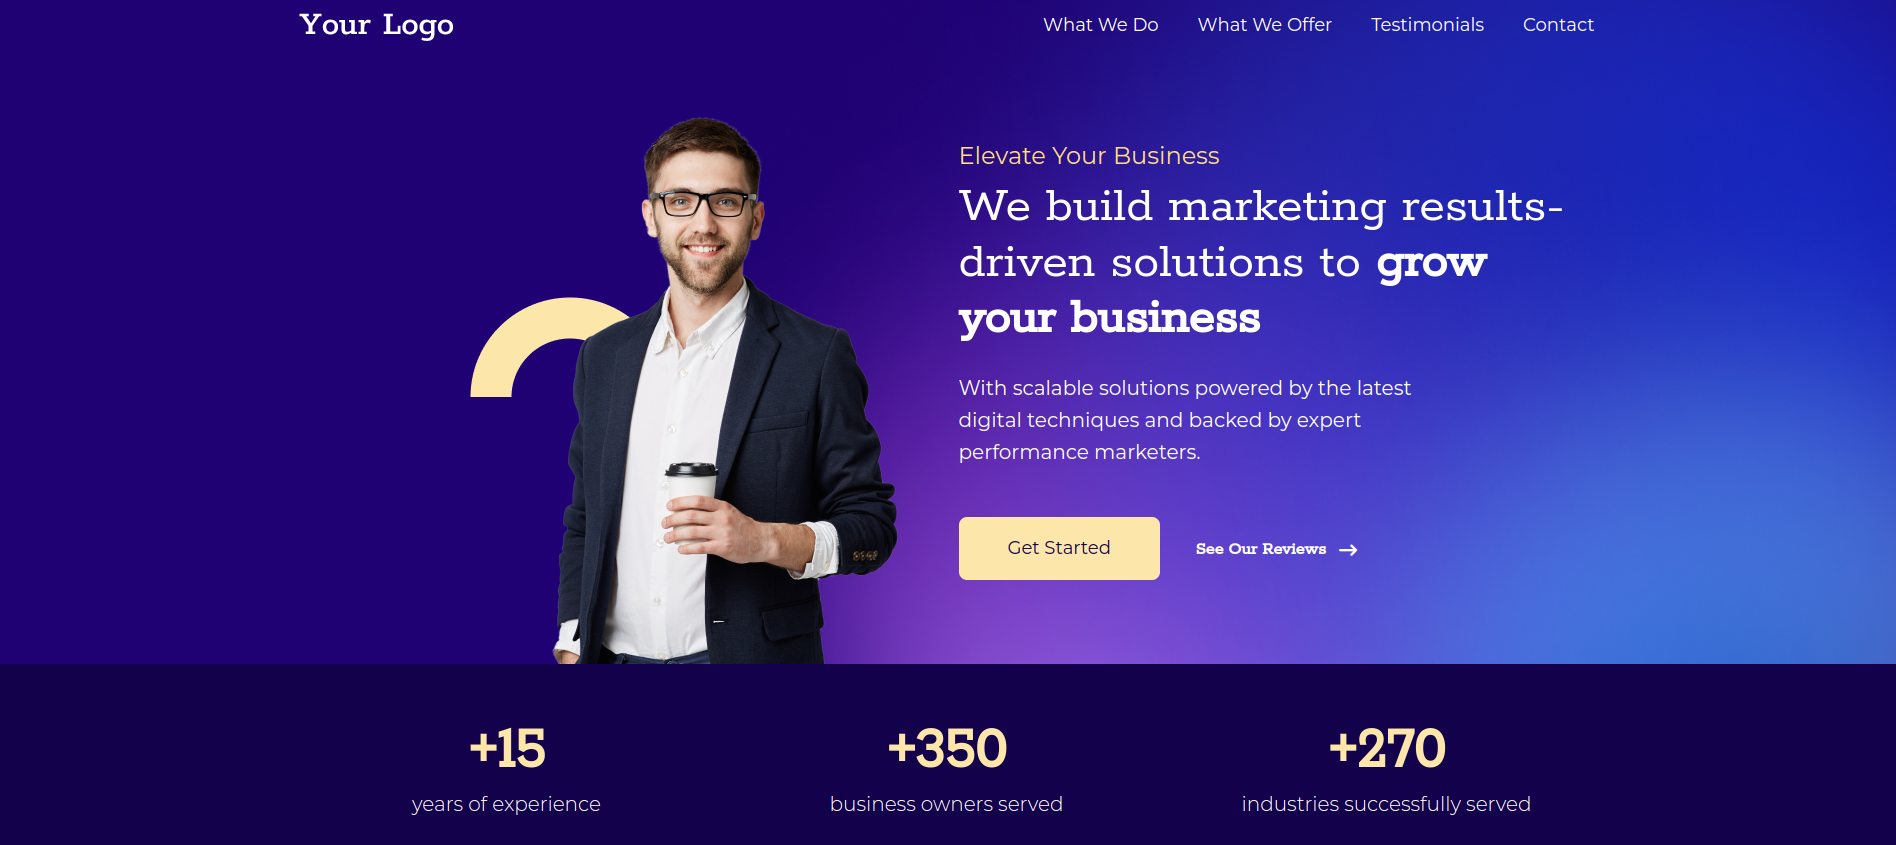 Your Logo
What We Do
What We Offer
Testimonials
Contact
Elevate Your Business
We build marketing results-
driven solutions to grow
your business
With scalable solutions powered by the latest
digital techniques and backed by expert
performance marketers.
Get Started
See Our Reviews →
+15
years of experience
+350
business owners served
+270
industries successfully served